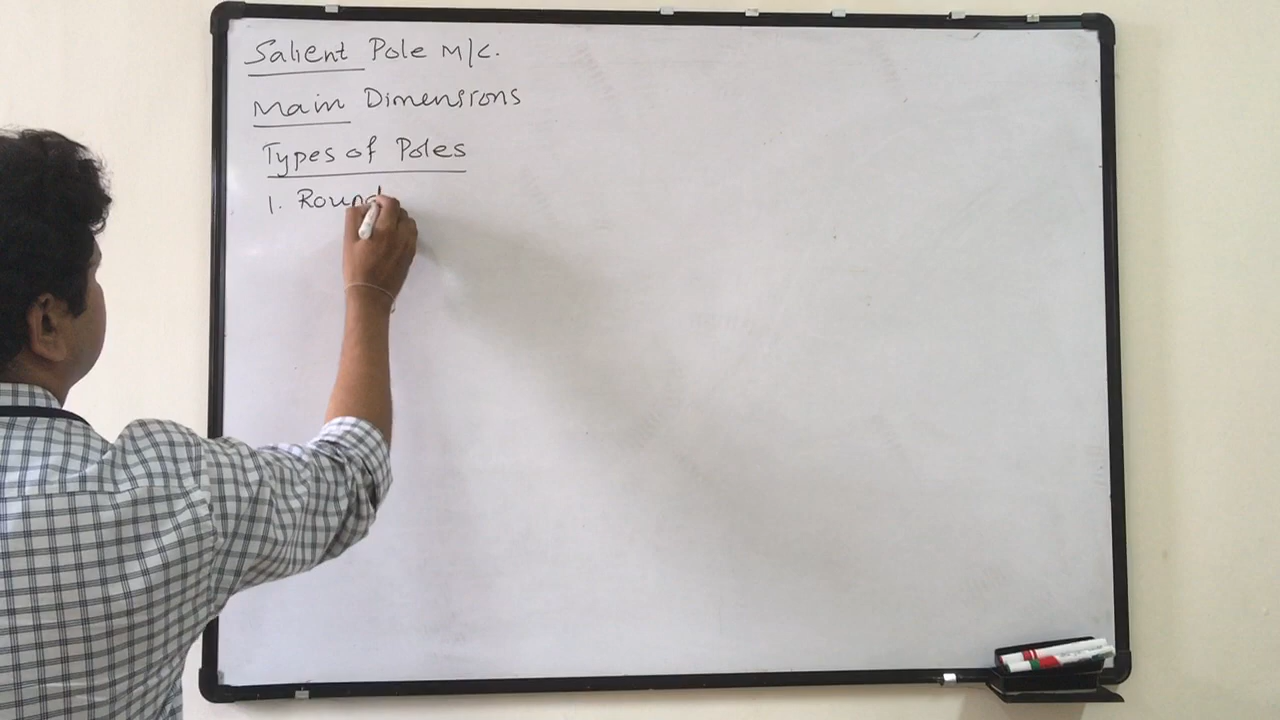 Salient Pole M/c.
Main Dimensions
Types of Poles
1. Round